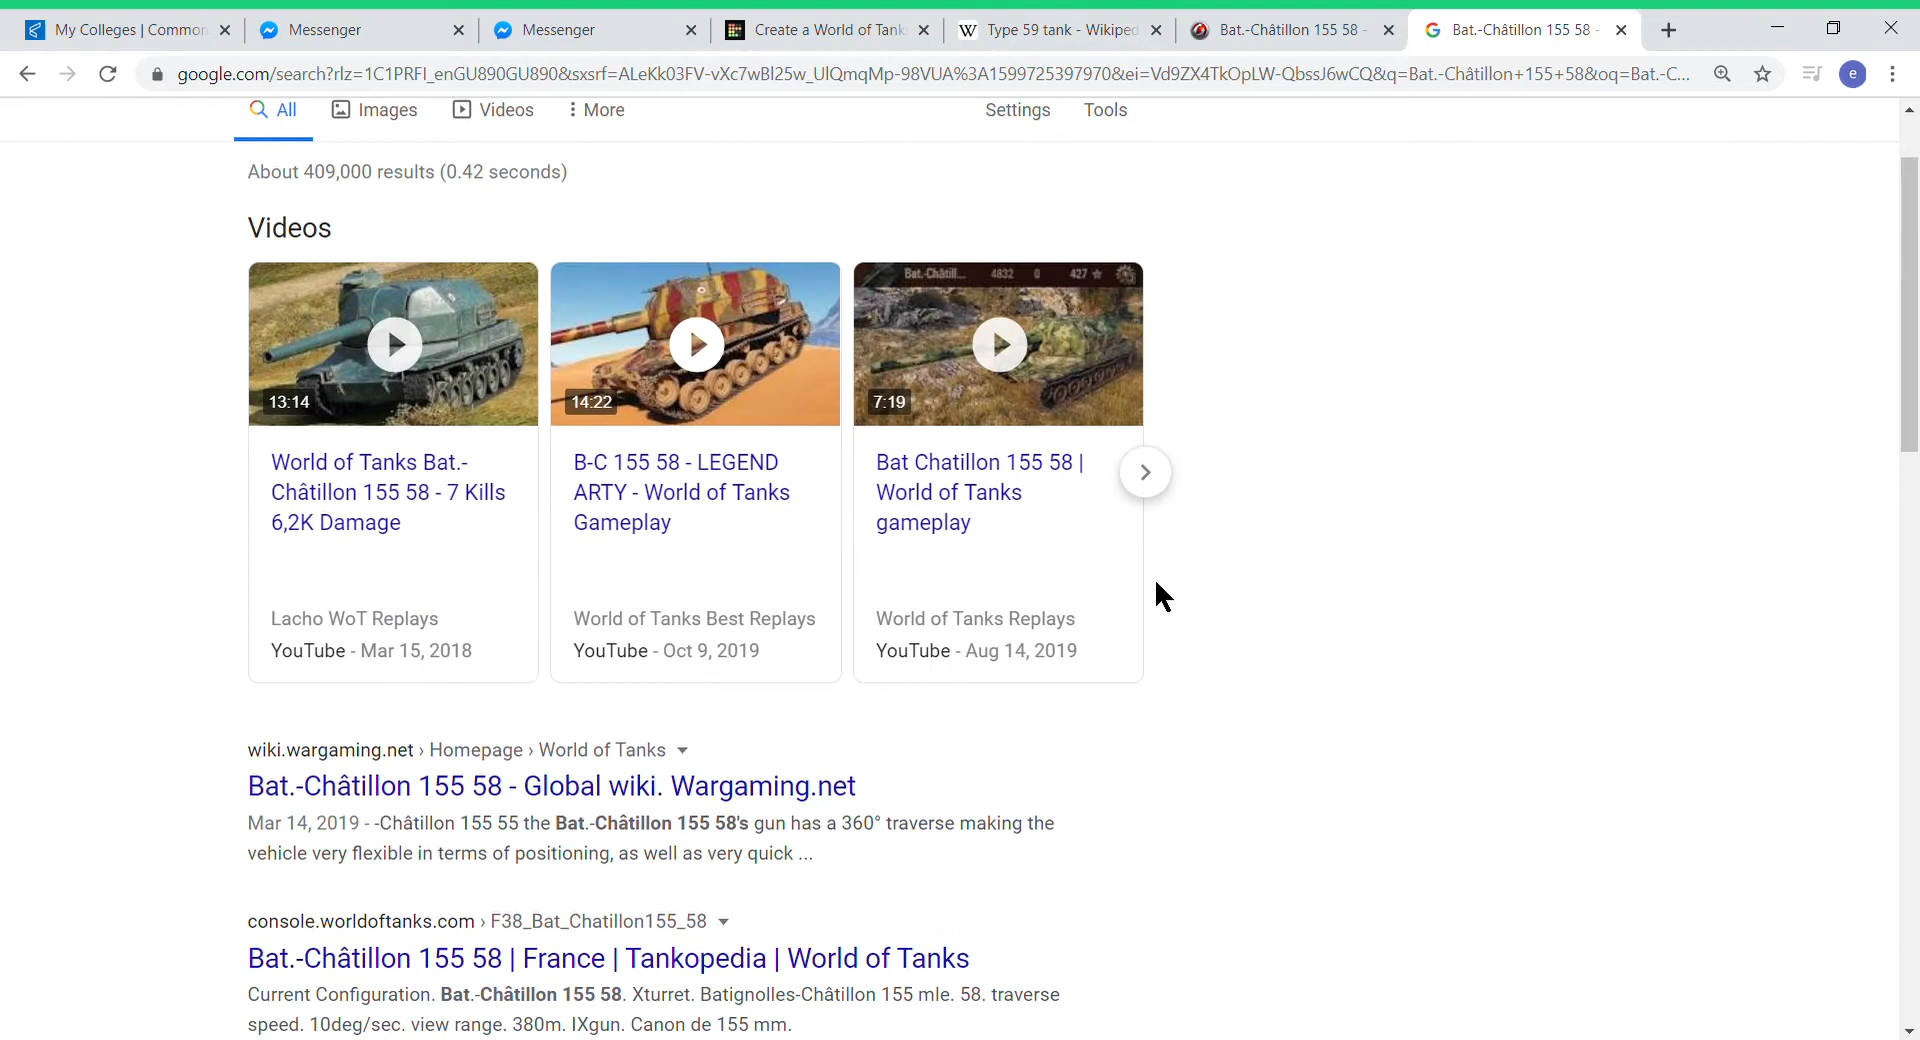 My Colleges | Common
Messenger
Messenger
Create a World of Tank
Type 59 tank - Wikiped
Bat.-Châtillon 155 58 -
Bat.-Châtillon 155 58 -
google.com/search?rlz=1C1PRFI_enGU890GU890&sxsrf=ALeKk03FV-vXc7wBl25w_UlQmqMp-98VUA%3A1599725397970&ei=Vd9ZX4TkOpLW-QbssJ6wCQ&q=Bat.-Châtillon+155+58&oq=Bat.-C...
e
All Images Videos More Settings Tools
About 409,000 results (0.42 seconds)
Videos
Bat.-Châtill... 4832 0 427
13:14
14:22
7:19
World of Tanks Bat.-
Châtillon 155 58 - 7 Kills
6,2K Damage
Lacho WoT Replays
YouTube - Mar 15, 2018
B-C 155 58 - LEGEND
ARTY - World of Tanks
Gameplay
World of Tanks Best Replays
YouTube - Oct 9, 2019
Bat Chatillon 155 58 |
World of Tanks
gameplay
World of Tanks Replays
YouTube - Aug 14, 2019
wiki.wargaming.net › Homepage › World of Tanks
Bat.-Châtillon 155 58 - Global wiki. Wargaming.net
Mar 14, 2019 - -Châtillon 155 55 the Bat.-Châtillon 155 58's gun has a 360° traverse making the
vehicle very flexible in terms of positioning, as well as very quick ...
console.worldoftanks.com › F38_Bat_Chatillon155_58
Bat.-Châtillon 155 58 | France | Tankopedia | World of Tanks
Current Configuration. Bat.-Châtillon 155 58. Xturret. Batignolles-Châtillon 155 mle. 58. traverse
speed. 10deg/sec. view range. 380m. IXgun. Canon de 155 mm.